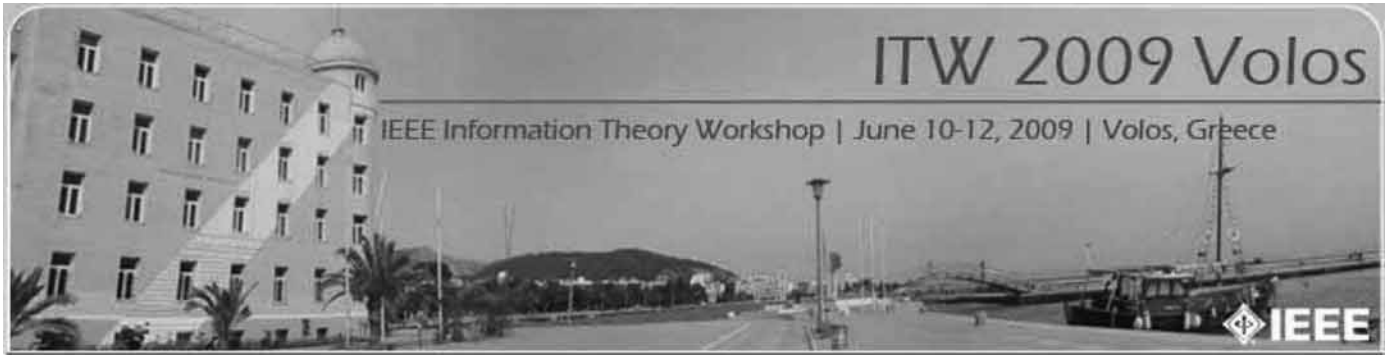 ITW 2009 Volos
IEEE Information Theory Workshop | June 10-12, 2009 | Volos, Greece
IEEE